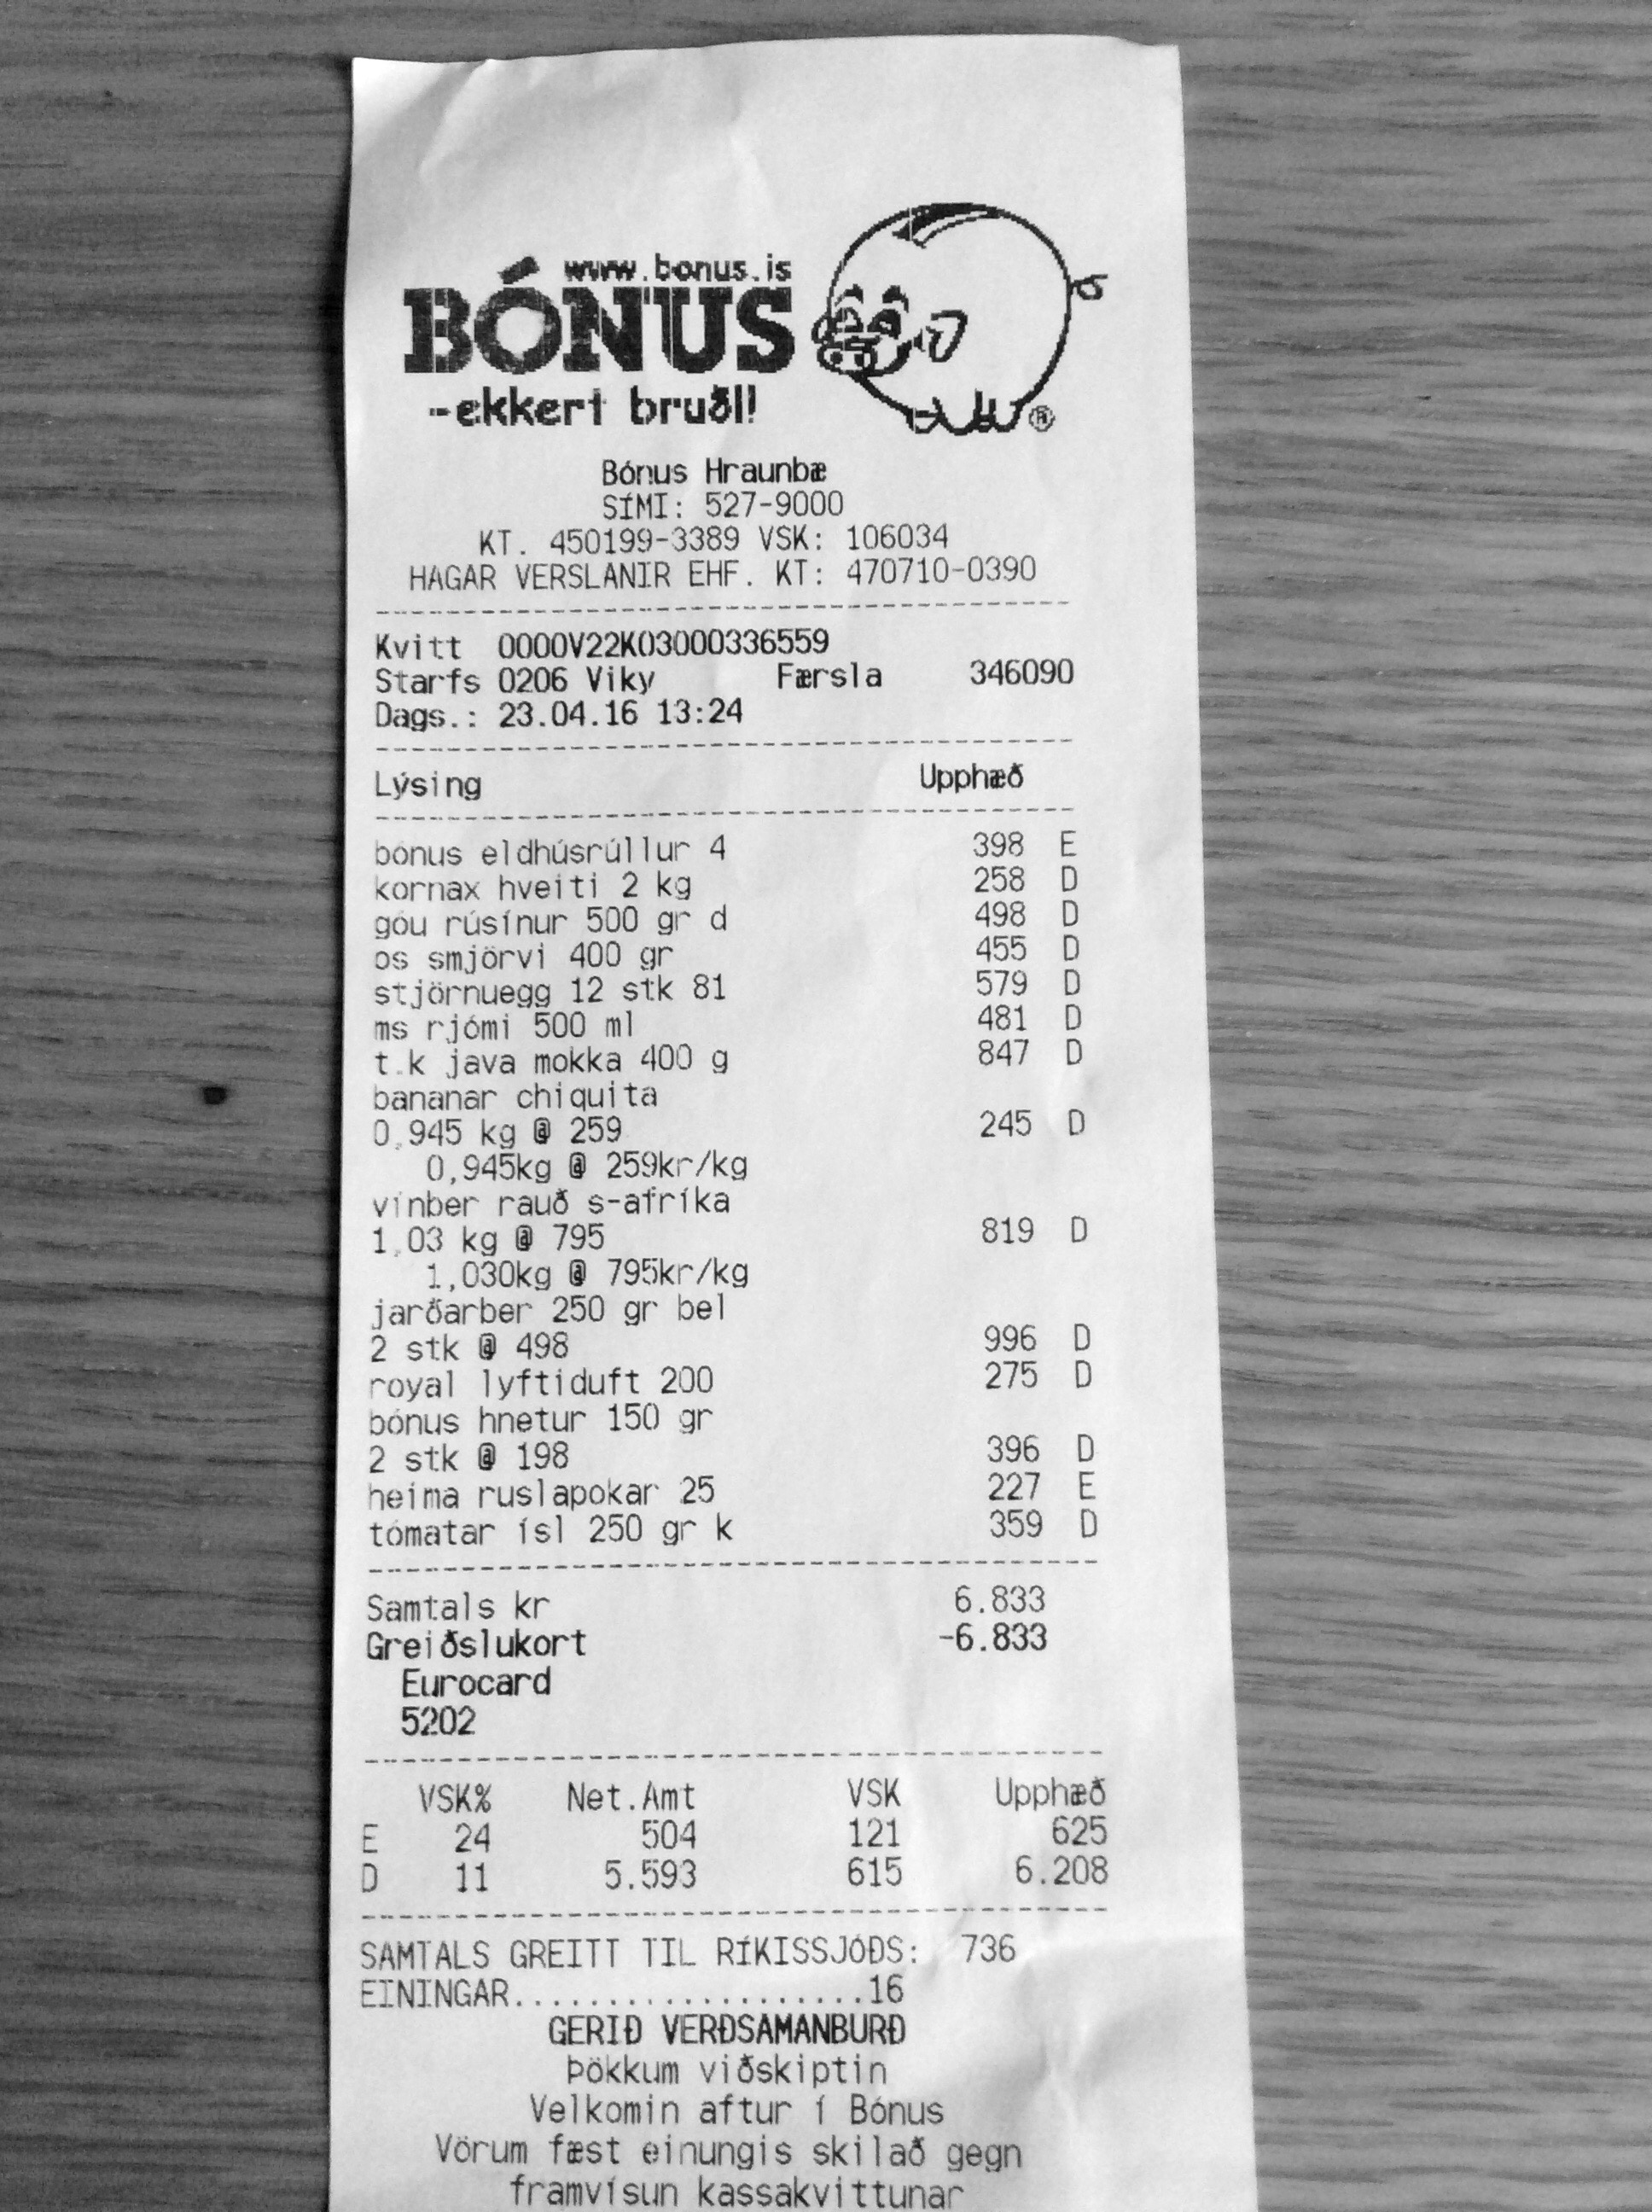 www.bonus.is
BÓNUS
-ekkert bruðl!
®
Bónus Hraunbæ
SÍMI: 527-9000
KT. 450199-3389 VSK: 106034
HAGAR VERSLANIR EHF. KT: 470710-0390
Kvitt 0000V22K03000336559
Starfs 0206 Viky Færsla 346090
Dags.: 23.04.16 13:24
Lýsing Upphæð
bónus eldhúsrúllur 4 398 E
kornax hveiti 2 kg 258 D
góu rúsínur 500 gr d 498 D
os smjörvi 400 gr 455 D
stjörnuegg 12 stk 81 579 D
ms rjómi 500 ml 481 D
t.k java mokka 400 g 847 D
bananar chiquita
0,945 kg @ 259 245 D
0,945kg @ 259kr/kg
vínber rauð s-afríka
1,03 kg @ 795 819 D
1,030kg @ 795kr/kg
jarðarber 250 gr bel
2 stk @ 498 996 D
royal lyftiduft 200 275 D
bónus hnetur 150 gr
2 stk @ 198 396 D
heima ruslapokar 25 227 E
tómatar ísl 250 gr k 359 D
Samtals kr 6.833
Greiðslukort -6.833
Eurocard
5202
VSK% Net.Amt VSK Upphæð
E 24 504 121 625
D 11 5.593 615 6.208
SAMTALS GREITT TIL RÍKISSJÓÐS: 736
EININGAR...................16
GERIÐ VERÐSAMANBURÐ
Þökkum viðskiptin
Velkomin aftur í Bónus
Vörum fæst einungis skilað gegn
framvísun kassakvittunar